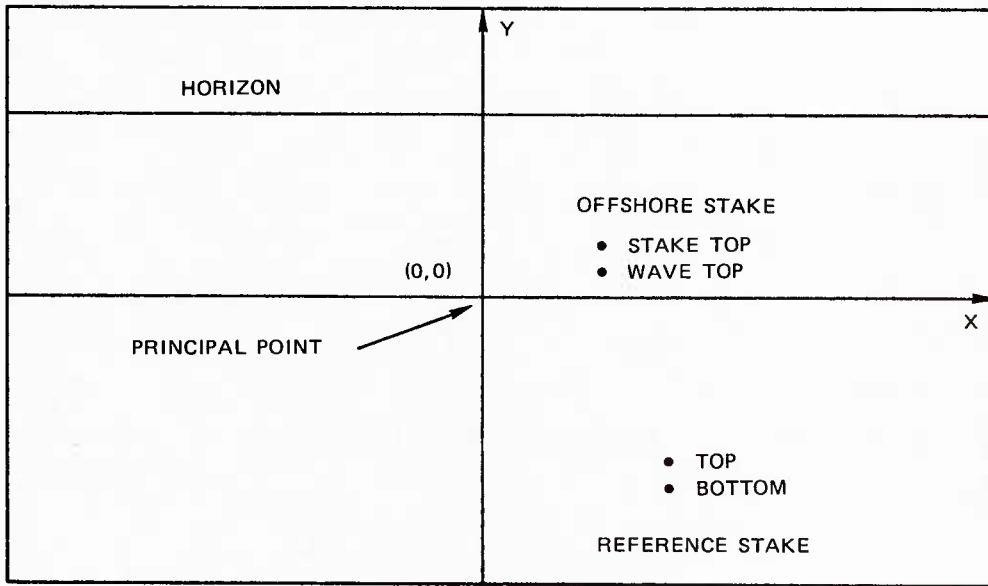 Y
HORIZON
OFFSHORE STAKE
• STAKE TOP
(0,0)
• WAVE TOP
X
PRINCIPAL POINT
• TOP
• BOTTOM
REFERENCE STAKE